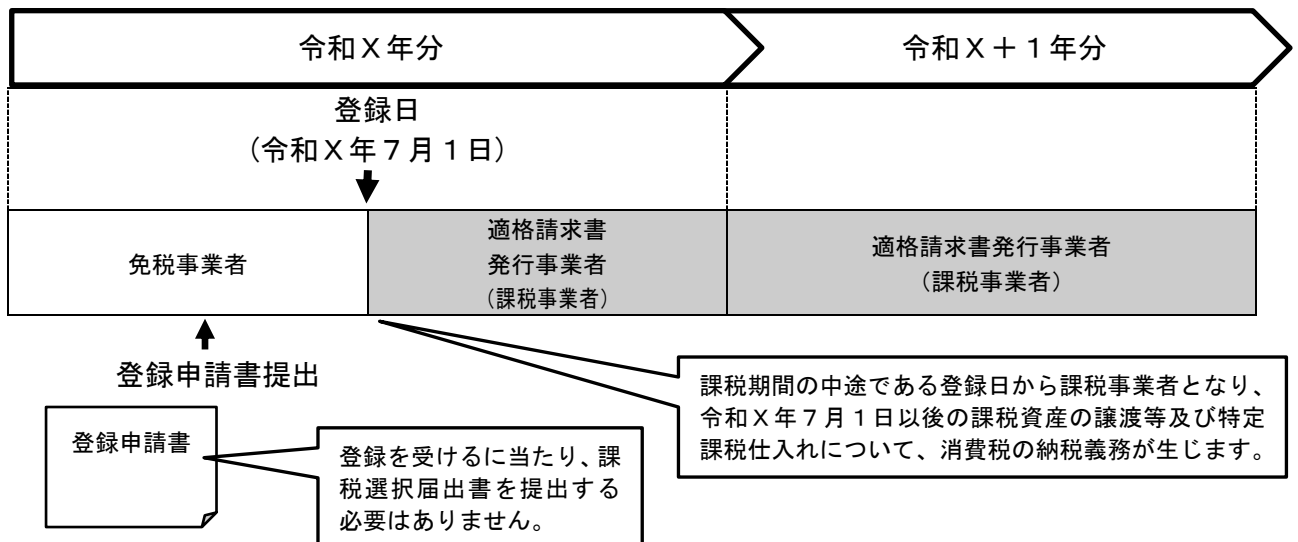 令和Ⅹ年分
令和Ⅹ＋１年分
登録日
（令和Ⅹ年７月１日）
免税事業者
適格請求書
発行事業者
（課税事業者）
適格請求書発行事業者
（課税事業者）
登録申請書提出
登録申請書
登録を受けるに当たり、課
税選択届出書を提出する
必要はありません。
課税期間の中途である登録日から課税事業者となり、
令和Ⅹ年７月１日以後の課税資産の譲渡等及び特定
課税仕入れについて、消費税の納税義務が生じます。